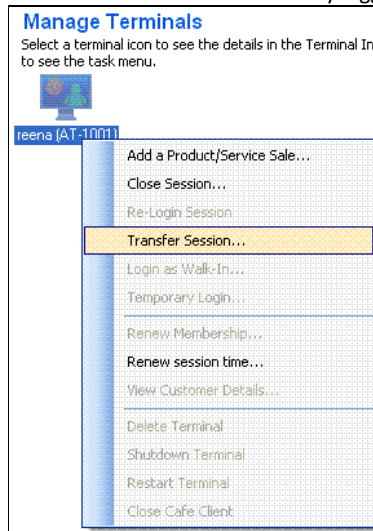 Manage Terminals
Select a terminal icon to see the details in the Terminal In
to see the task menu.
reena (AT-1001)
Add a Product/Service Sale...
Close Session...
Re-Login Session
Transfer Session...
Login as Walk-In...
Temporary Login...
Renew Membership...
Renew session time...
View Customer Details...
Delete Terminal
Shutdown Terminal
Restart Terminal
Close Cafe Client